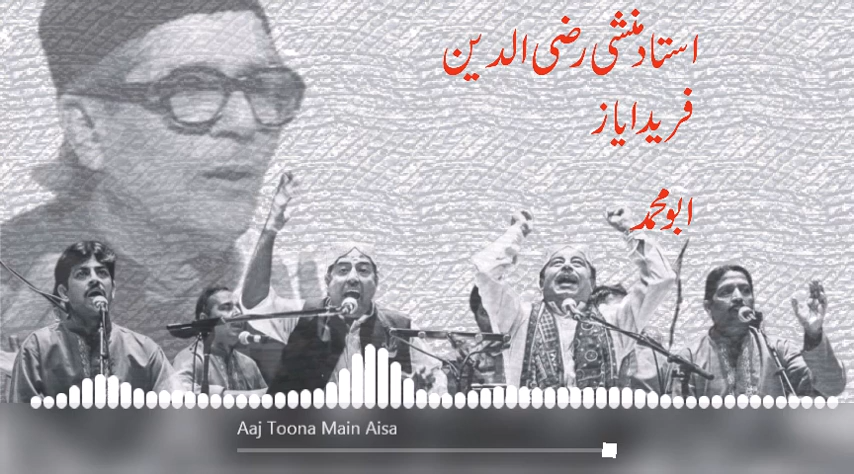 استاد منشی رضی الدین
فرید ایاز
ابو محمد
Aaj Toona Main Aisa